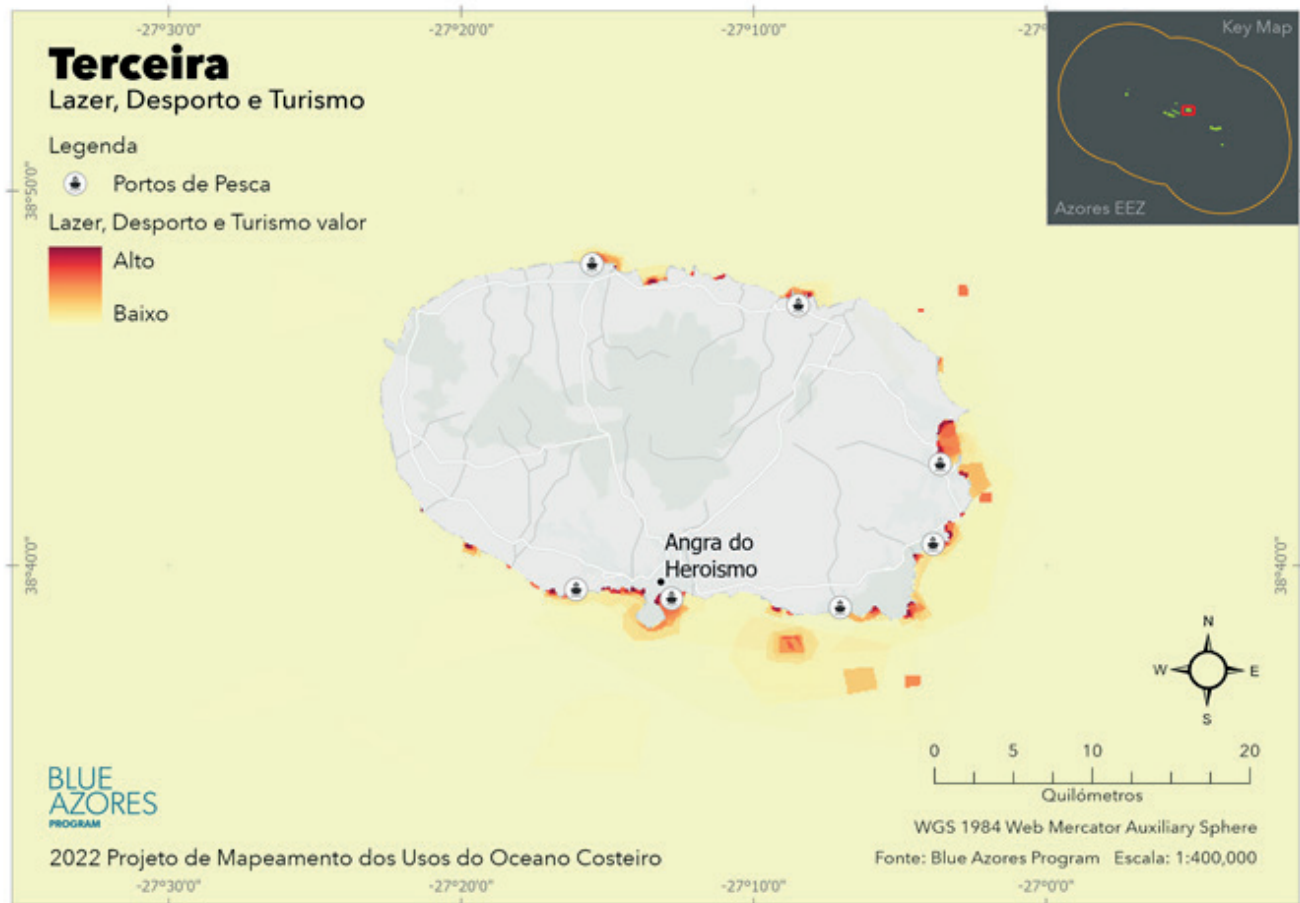 -27°30'0"
-27°20'0"
-27°10'0"
-27°
Terceira
Lazer, Desporto e Turismo
Legenda
Portos de Pesca
Lazer, Desporto e Turismo valor
Alto
Baixo
Key Map
Azores EEZ
38°50'0"
38°40'0"
38°40'0"
Angra do
Heroismo
N
W
E
S
0 5 10 20
Quilómetros
WGS 1984 Web Mercator Auxiliary Sphere
Fonte: Blue Azores Program Escala: 1:400,000
BLUE
AZORES
PROGRAM
2022 Projeto de Mapeamento dos Usos do Oceano Costeiro
-27°30'0"
-27°20'0"
-27°10'0"
-27°0'0"